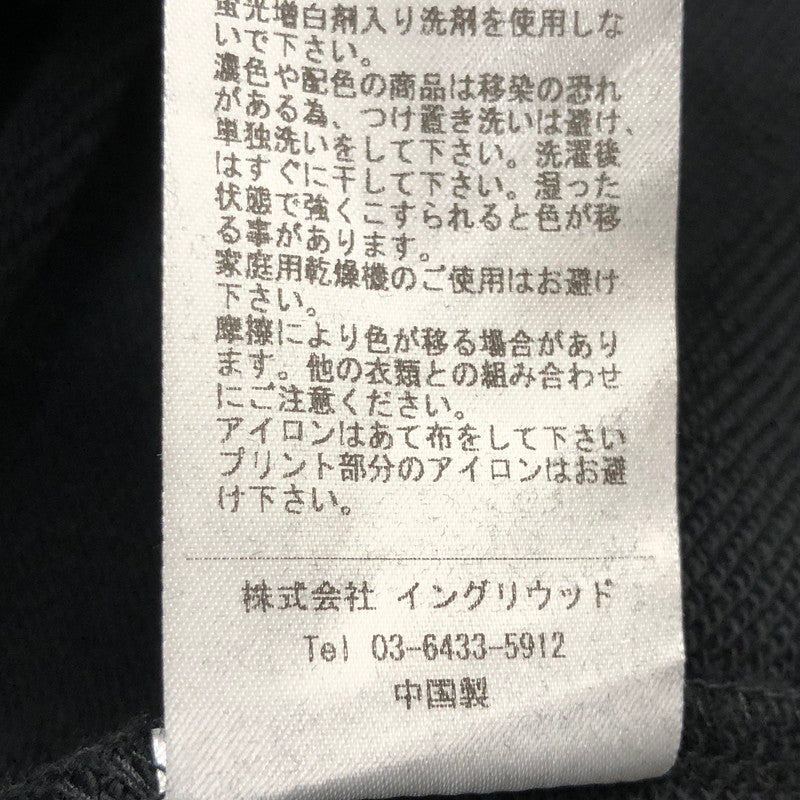 蛍光増白剤入り洗剤を使用しな
いで下さい。
濃色や配色の商品は移染の恐れ
がある為、つけ置き洗いは避け、
単独洗いをして下さい。洗濯後
はすぐに干して下さい。湿った
状態で強くこすられると色が移
る事があります。
家庭用乾燥機のご使用はお避け
下さい。
摩擦により色が移る場合があり
ます。他の衣類との組み合わせ
にご注意ください。
アイロンはあて布をして下さい
プリント部分のアイロンはお避
け下さい。
株式会社 イングリウッド
Tel 03-6433-5912
中国製